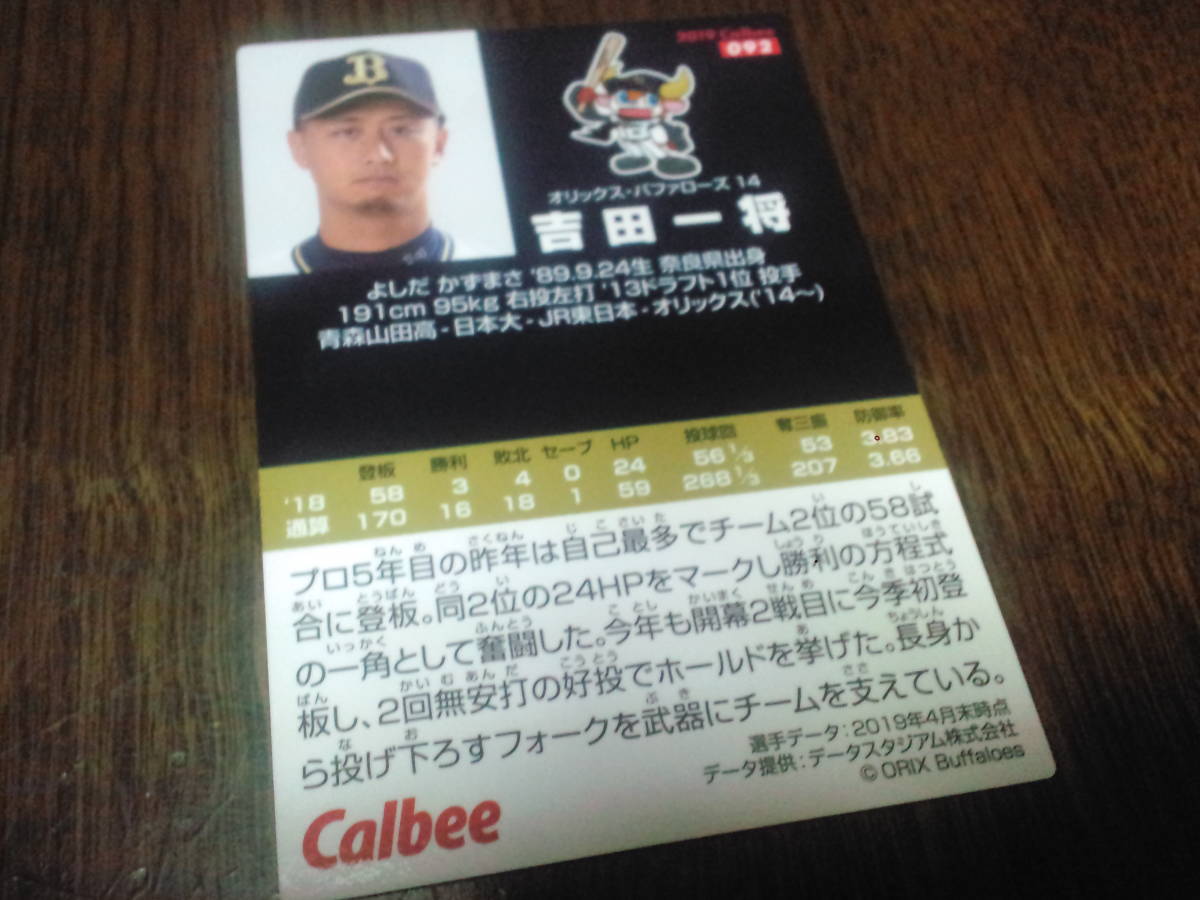 2019 Calbee
092
オリックス・バファローズ 14
吉田一将
よしだ かずまさ '89.9.24生 奈良県出身
191cm 95kg 右投左打 '13ドラフト1位 投手
青森山田高 - 日本大 - JR東日本 - オリックス('14〜)
登板 勝利 敗北 セーブ HP 投球回 奪三振 防御率
'18 58 3 4 0 24 56 1/3 53 3.83
通算 170 16 18 1 59 268 1/3 207 3.66
プロ5年目の昨年は自己最多でチーム2位の58試
合に登板。同2位の24HPをマークし勝利の方程式
の一角として奮闘した。今年も開幕2戦目に今季初登
板し、2回無安打の好投でホールドを挙げた。長身か
ら投げ下ろすフォークを武器にチームを支えている。
選手データ：2019年4月末時点
データ提供：データスタジアム株式会社
© ORIX Buffaloes
Calbee